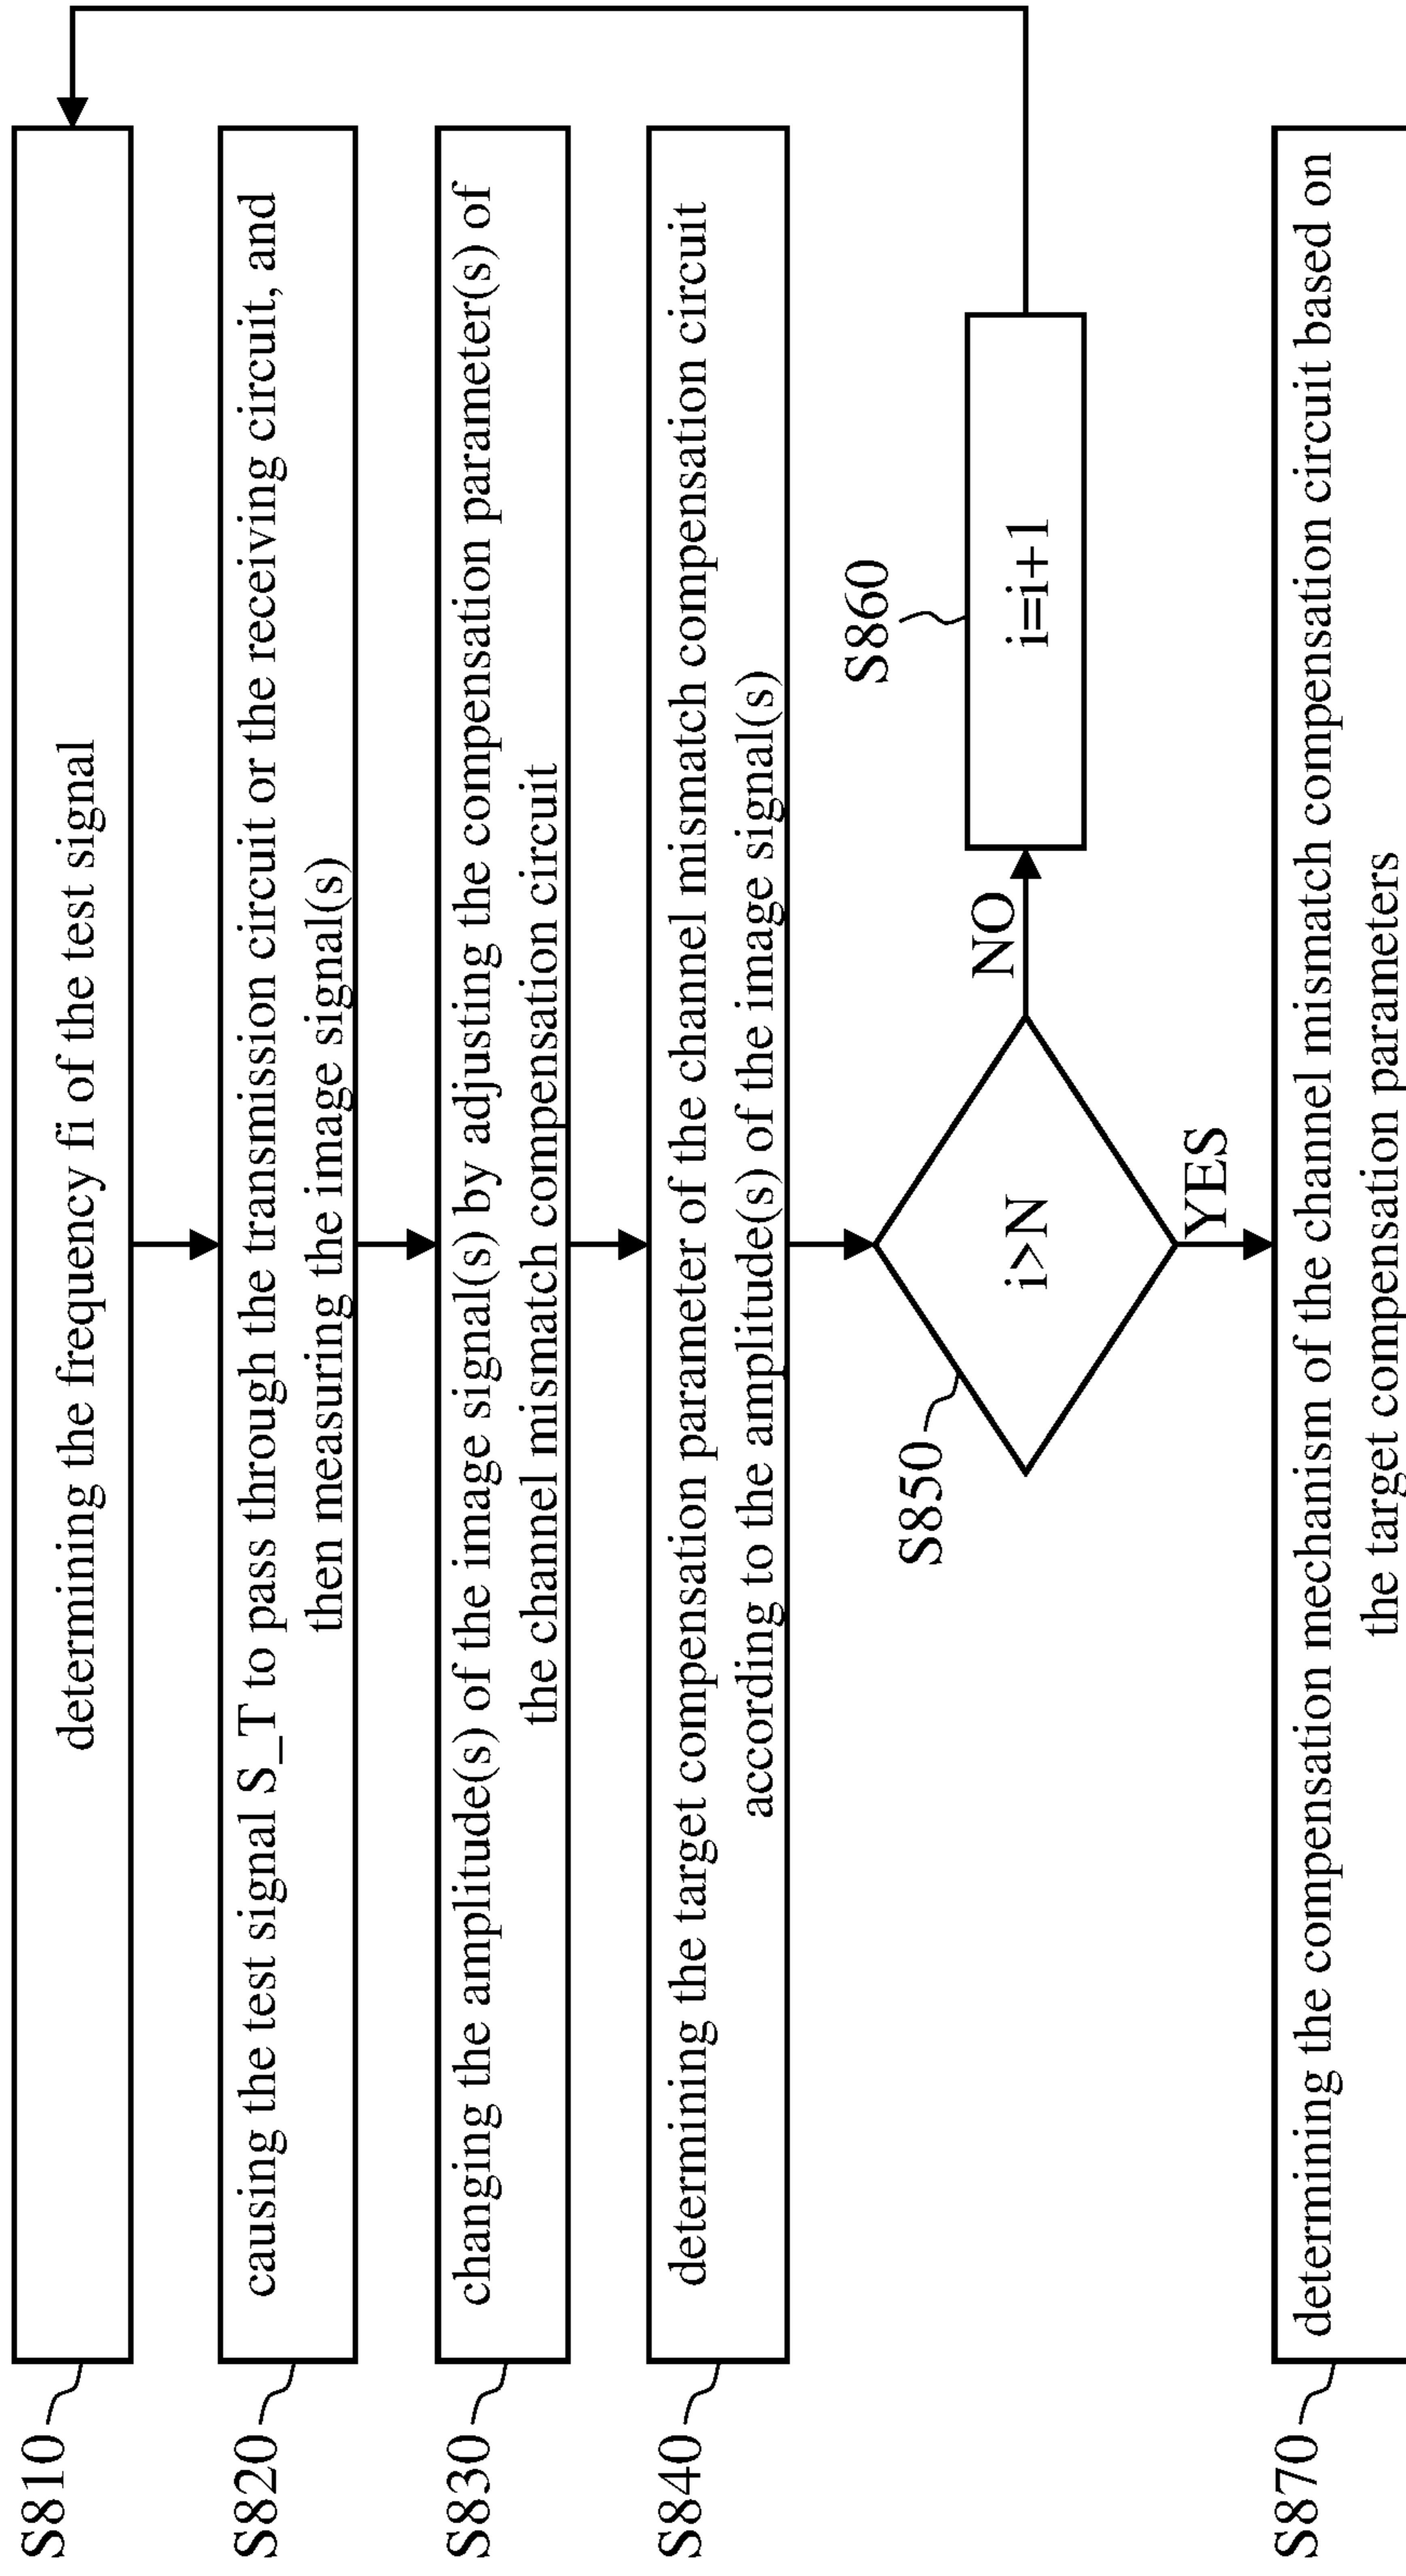 S810
determining the frequency fi of the test signal
S820
causing the test signal S_T to pass through the transmission circuit or the receiving circuit, and
then measuring the image signal(s)
S830
changing the amplitude(s) of the image signal(s) by adjusting the compensation parameter(s) of
the channel mismatch compensation circuit
S840
determining the target compensation parameter of the channel mismatch compensation circuit
according to the amplitude(s) of the image signal(s)
S850
i>N
NO
S860
i=i+1
YES
S870
determining the compensation mechanism of the channel mismatch compensation circuit based on
the target compensation parameters